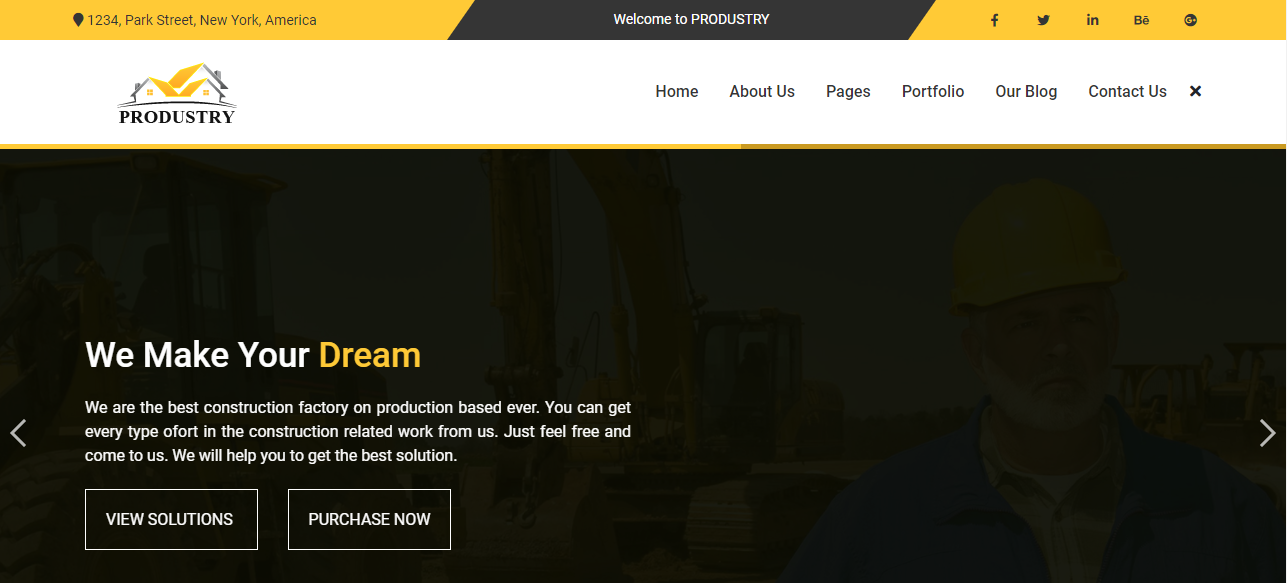 1234, Park Street, New York, America
Welcome to PRODUSTRY
Bē
PRODUSTRY
Home
About Us
Pages
Portfolio
Our Blog
Contact Us
We Make Your Dream
We are the best construction factory on production based ever. You can get
every type ofort in the construction related work from us. Just feel free and
come to us. We will help you to get the best solution.
VIEW SOLUTIONS
PURCHASE NOW